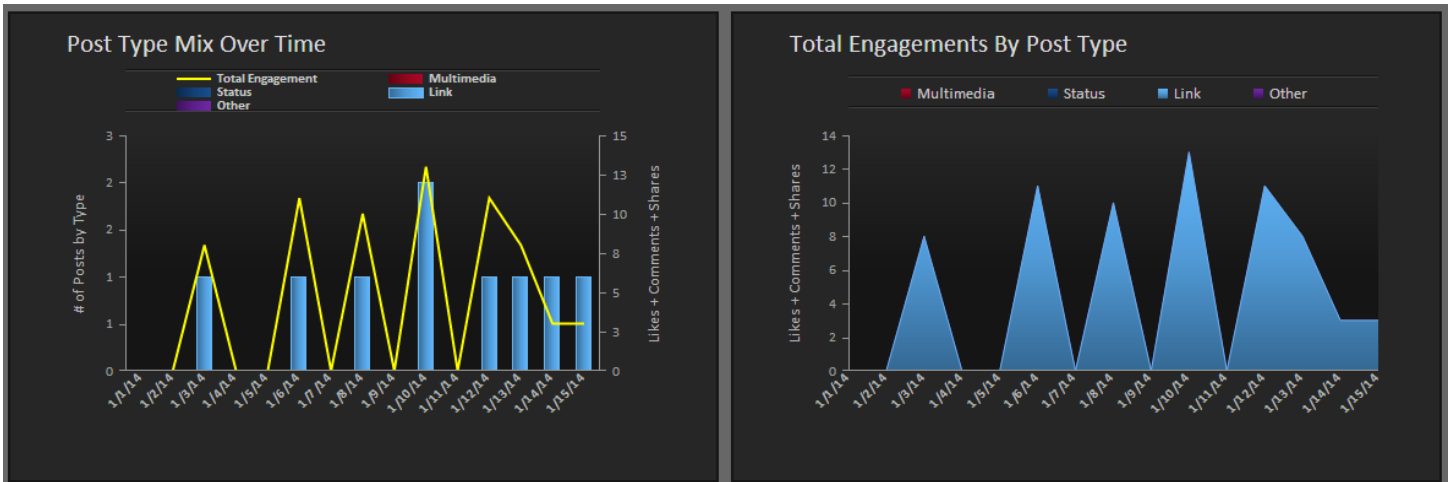 Post Type Mix Over Time
Total Engagement Multimedia
Status Link
Other
3
2
2
1
1
0
# of Posts by Type
15
13
10
8
5
3
0
Likes + Comments + Shares
1/1/14 1/2/14 1/3/14 1/4/14 1/5/14 1/6/14 1/7/14 1/8/14 1/9/14 1/10/14 1/11/14 1/12/14 1/13/14 1/14/14 1/15/14
Total Engagements By Post Type
Multimedia Status Link Other
14
12
10
8
6
4
2
0
Likes + Comments + Shares
1/1/14 1/2/14 1/3/14 1/4/14 1/5/14 1/6/14 1/7/14 1/8/14 1/9/14 1/10/14 1/11/14 1/12/14 1/13/14 1/14/14 1/15/14